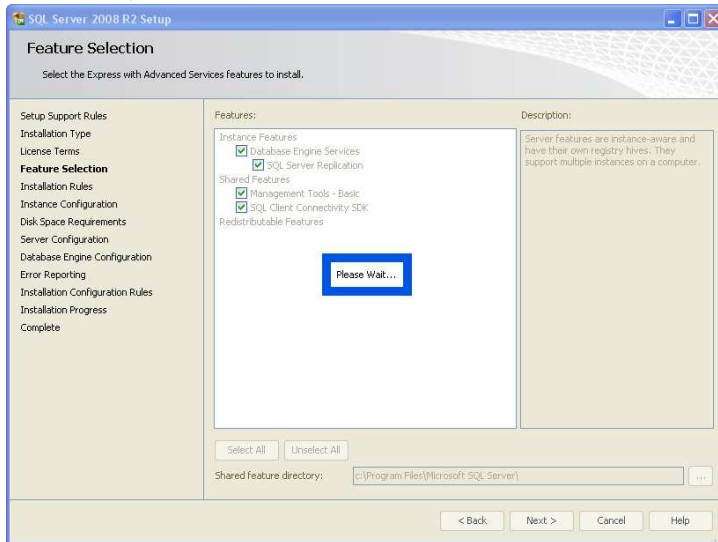 SQL Server 2008 R2 Setup
Feature Selection
Select the Express with Advanced Services features to install.
Setup Support Rules
Installation Type
License Terms
Feature Selection
Installation Rules
Instance Configuration
Disk Space Requirements
Server Configuration
Database Engine Configuration
Error Reporting
Installation Configuration Rules
Installation Progress
Complete
Features:
Instance Features
Database Engine Services
SQL Server Replication
Shared Features
Management Tools - Basic
SQL Client Connectivity SDK
Redistributable Features
Please Wait...
Description:
Server features are instance-aware and
have their own registry hives. They
support multiple instances on a computer.
Select All
Unselect All
Shared feature directory:
c:\Program Files\Microsoft SQL Server\
...
< Back
Next >
Cancel
Help